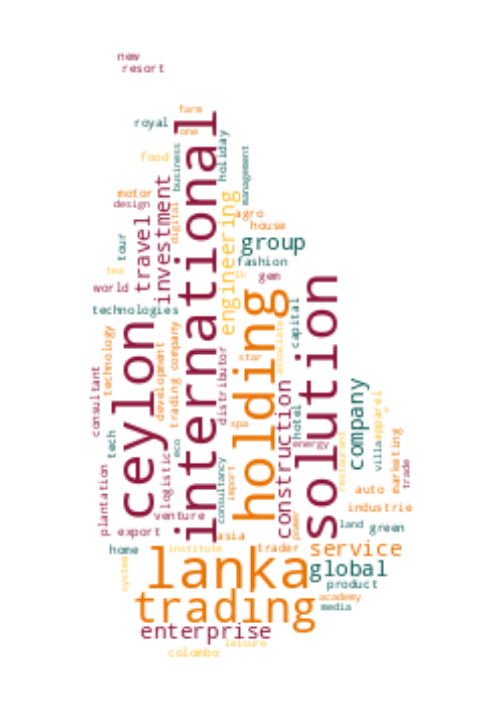 new
resort
farm
royal
one
holiday
food
business
management
international
motor
design
digital
investment
travel
engineering
agro
house
group
tour
fashion
tea
lk
gem
world
technologies
capital
solution
holding
ceylon
technology
development
trading company
distributor
star
associate
consultant
construction
hotel
company
apparel
spa
energy
restaurant
villa
marketing
trade
tech
eco
logistic
consultancy
import
plantation
venture
auto
industrie
power
land
green
export
asia
home
institute
trader
service
lanka
global
system
product
trading
academy
media
enterprise
leisure
colombo